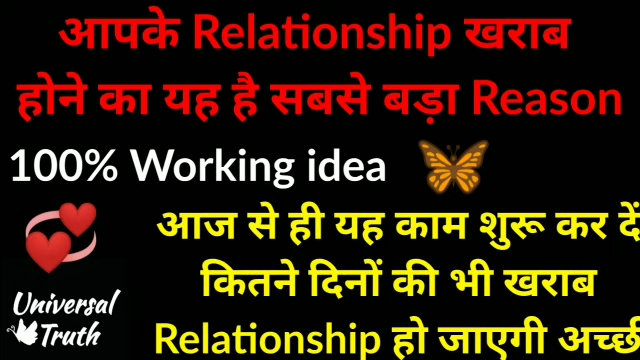 आपके Relationship खराब
होने का यह है सबसे बड़ा Reason
100% Working idea
आज से ही यह काम शुरू कर दें
कितने दिनों की भी खराब
Relationship हो जाएगी अच्छी
Universal
Truth